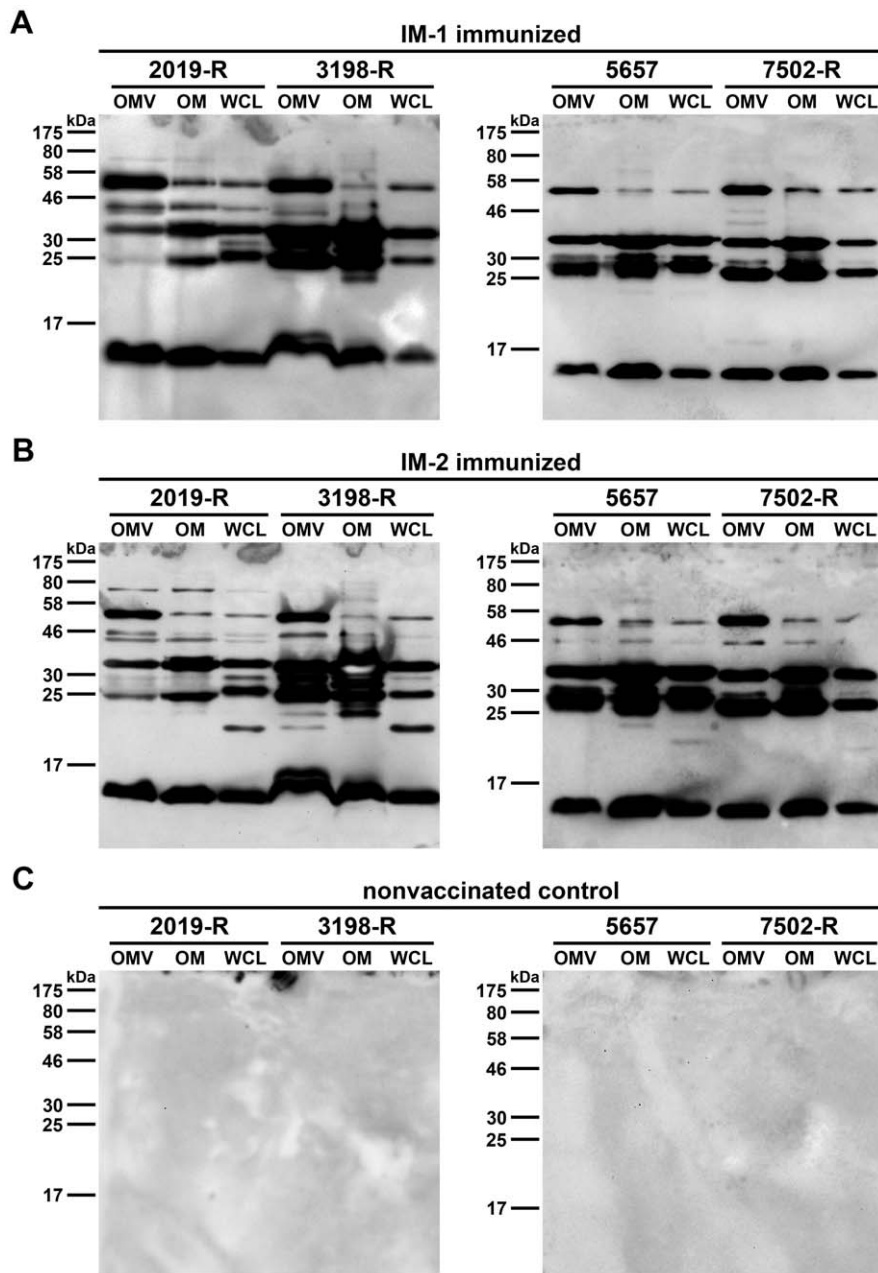 A
IM-1 immunized
2019-R 3198-R 5657 7502-R
OMV OM WCL OMV OM WCL OMV OM WCL OMV OM WCL
kDa kDa
175 175
80 80
58 58
46 46
30 30
25 25
17 17
B
IM-2 immunized
2019-R 3198-R 5657 7502-R
OMV OM WCL OMV OM WCL OMV OM WCL OMV OM WCL
kDa kDa
175 175
80 80
58 58
46 46
30 30
25 25
17 17
C
nonvaccinated control
2019-R 3198-R 5657 7502-R
OMV OM WCL OMV OM WCL OMV OM WCL OMV OM WCL
kDa kDa
175 175
80 80
58 58
46 46
30 30
25 25
17 17